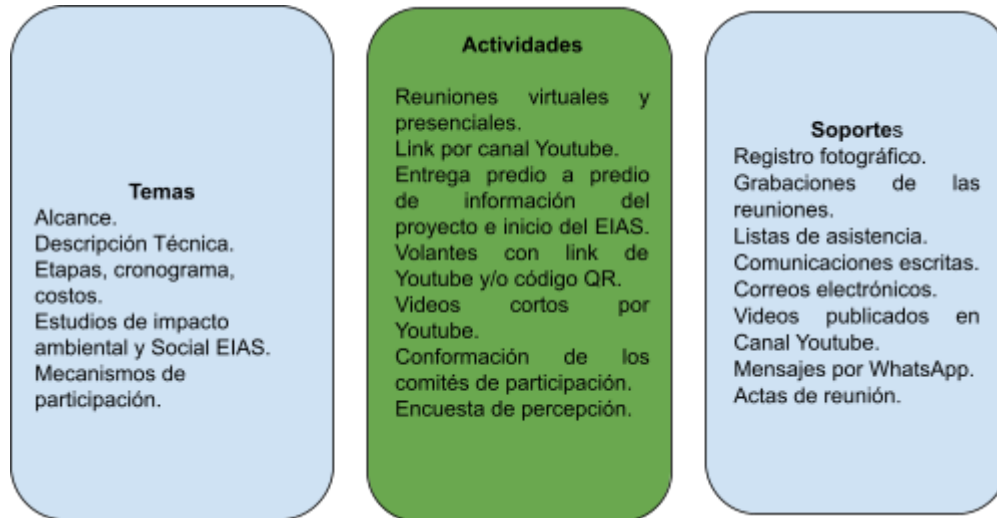 Temas
Alcance.
Descripción Técnica.
Etapas, cronograma,
costos.
Estudios de impacto
ambiental y Social EIAS.
Mecanismos de
participación.
Actividades
Reuniones virtuales y
presenciales.
Link por canal Youtube.
Entrega predio a predio
de información del
proyecto e inicio del EIAS.
Volantes con link de
Youtube y/o código QR.
Videos cortos por
Youtube.
Conformación de los
comités de participación.
Encuesta de percepción.
Soportes
Registro fotográfico.
Grabaciones de las
reuniones.
Listas de asistencia.
Comunicaciones escritas.
Correos electrónicos.
Videos publicados en
Canal Youtube.
Mensajes por WhatsApp.
Actas de reunión.